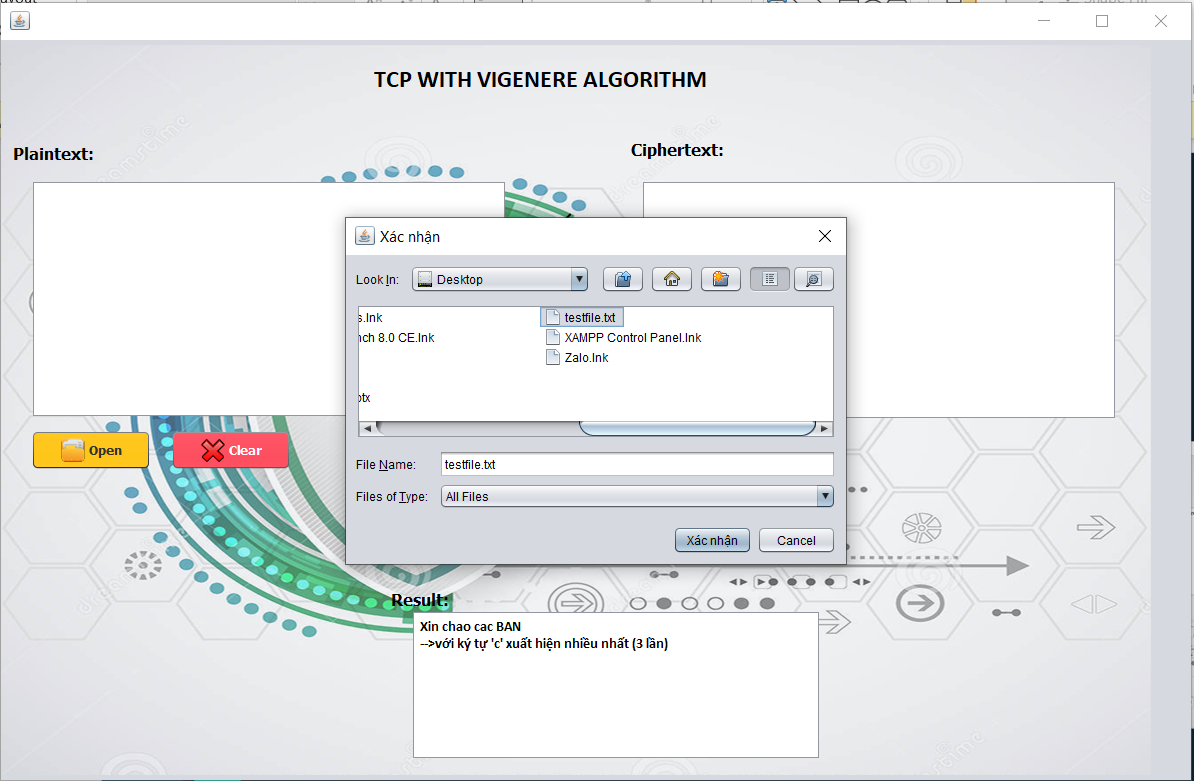 TCP WITH VIGENERE ALGORITHM
Plaintext:
Ciphertext:
Xác nhận
Look In:
Desktop
s.lnk
testfile.txt
nch 8.0 CE.lnk
XAMPP Control Panel.lnk
Zalo.lnk
ptx
Open
Clear
File Name:
testfile.txt
Files of Type:
All Files
Xác nhận
Cancel
Result:
Xin chao cac BAN
-->với ký tự 'c' xuất hiện nhiều nhất (3 lần)